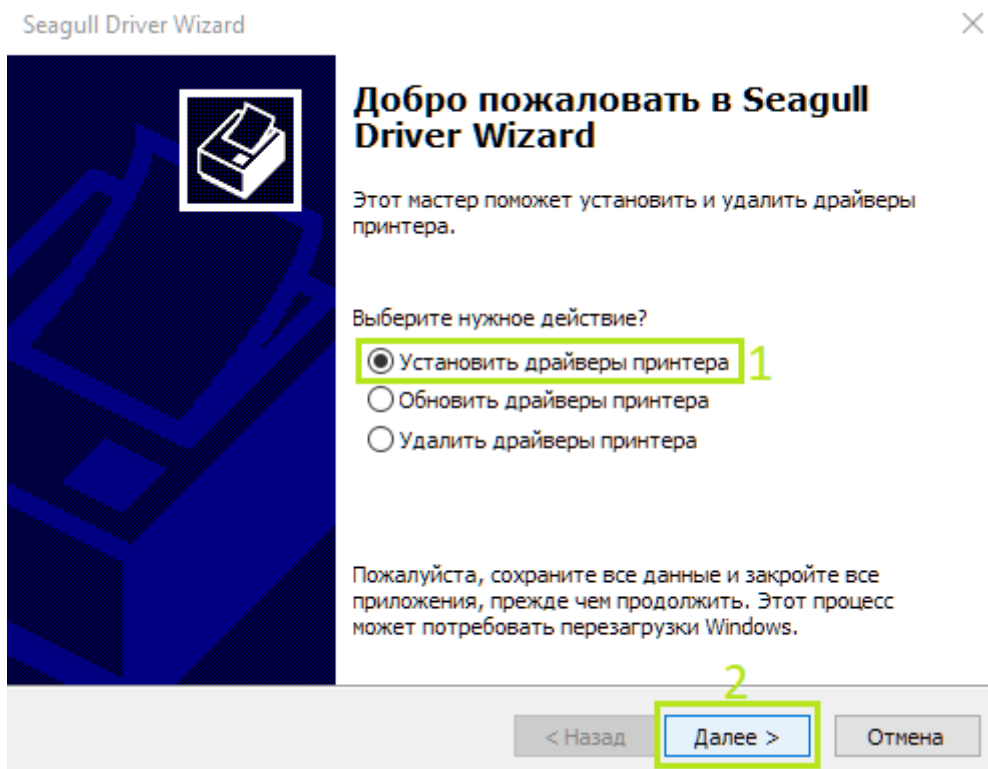 Seagull Driver Wizard
Добро пожаловать в Seagull
Driver Wizard
Этот мастер поможет установить и удалить драйверы
принтера.
Выберите нужное действие?
Установить драйверы принтера 1
Обновить драйверы принтера
Удалить драйверы принтера
Пожалуйста, сохраните все данные и закройте все
приложения, прежде чем продолжить. Этот процесс
может потребовать перезагрузки Windows.
2
< Назад Далее > Отмена